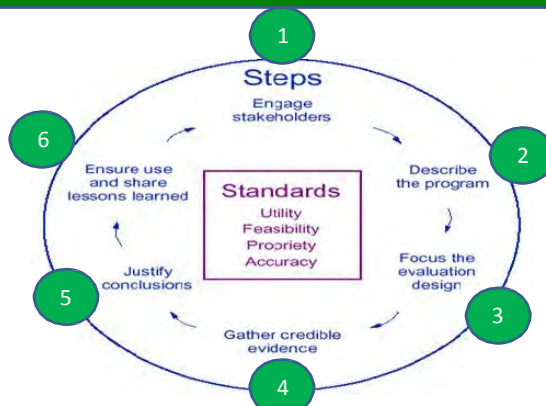 1
Steps
Engage
stakeholders
2
Describe
the program
3
Focus the
evaluation
design
4
Gather credible
evidence
5
Justify
conclusions
6
Ensure use
and share
lessons learned
Standards
Utility
Feasibility
Propriety
Accuracy